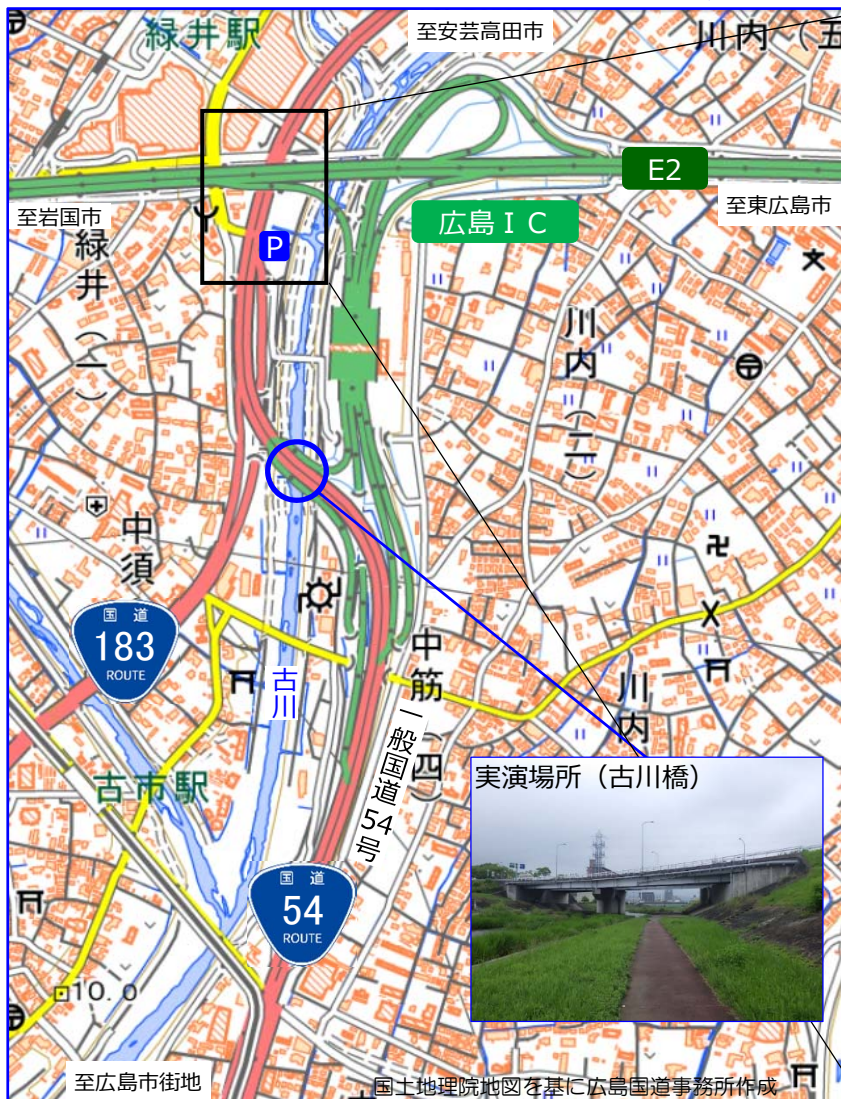 緑井駅
至安芸高田市
川内（五
E2
至岩国市
至東広島市
広島ＩＣ
P
緑井（一）
川内（二）
中須
国道
183
ROUTE
古川
中筋（四）
川内
一般国道54号
古市駅
実演場所（古川橋）
国道
54
ROUTE
10.0
至広島市街地
国土地理院地図を基に広島国道事務所作成